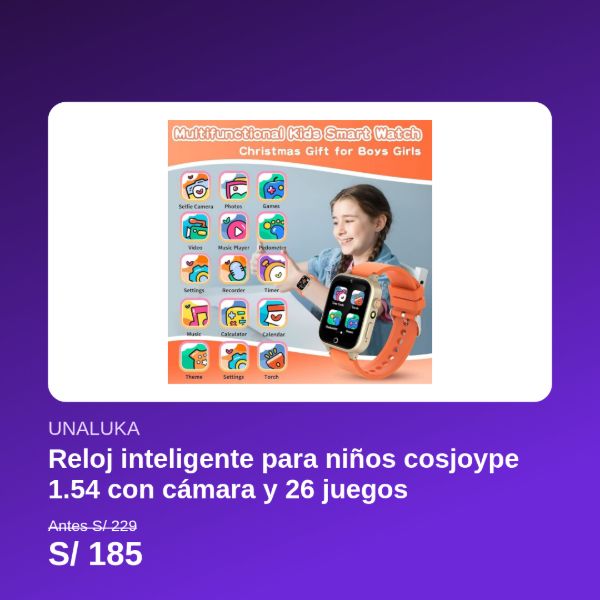 Multifunctional Kids Smart Watch
Christmas Gift for Boys Girls
Selfie Camera Photos Games
Video Music Player Pedometer
Settings Recorder Timer
Music Calculator Calendar
Theme Settings Torch
UNALUKA
Reloj inteligente para niños cosjoype
1.54 con cámara y 26 juegos
Antes S/ 229
S/ 185